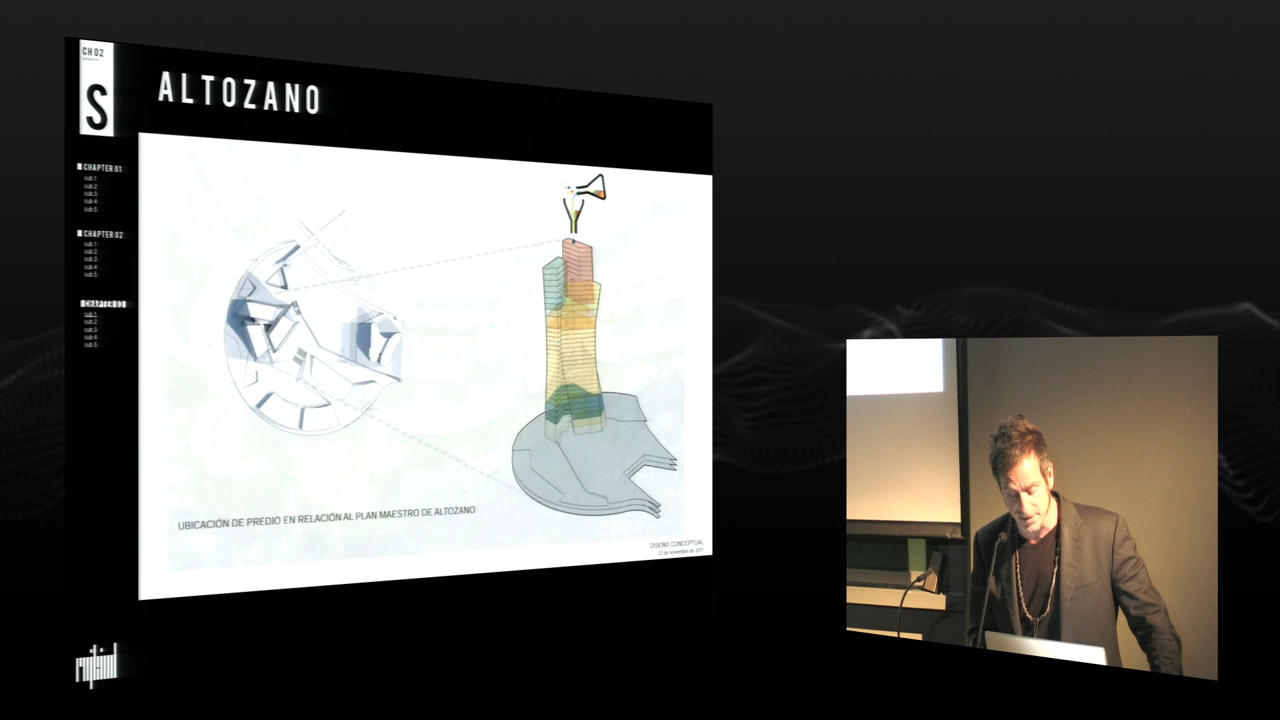 CH 02
S
ALTOZANO
CHAPTER 01
sub 1
sub 2
sub 3
sub 4
sub 5
CHAPTER 02
sub 1
sub 2
sub 3
sub 4
sub 5
CHAPTER 03
sub 1
sub 2
sub 3
sub 4
sub 5
UBICACIÓN DE PREDIO EN RELACIÓN AL PLAN MAESTRO DE ALTOZANO
DISEÑO CONCEPTUAL